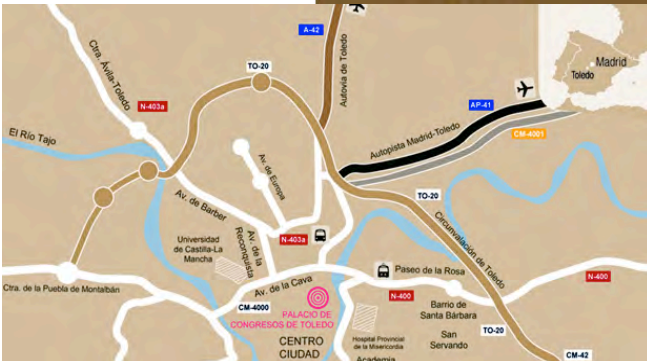 A-42
Ctra. Ávila-Toledo
TO-20
Autovía de Toledo
Madrid
Toledo
N-403a
AP-41
Autopista Madrid-Toledo
CM-4001
El Río Tajo
Av. de Europa
TO-20
Av. de Barber
Circunvalación de Toledo
Universidad
de Castilla-La
Mancha
Av. de la
Reconquista
N-403a
Paseo de la Rosa
N-400
Ctra. de la Puebla de Montalbán
Av. de la Cava
N-400
CM-4000
PALACIO DE
CONGRESOS DE TOLEDO
Barrio de
Santa Bárbara
Hospital Provincial
de la Misericordia
San
Servando
TO-20
CENTRO
CIUDAD
Academia
CM-42